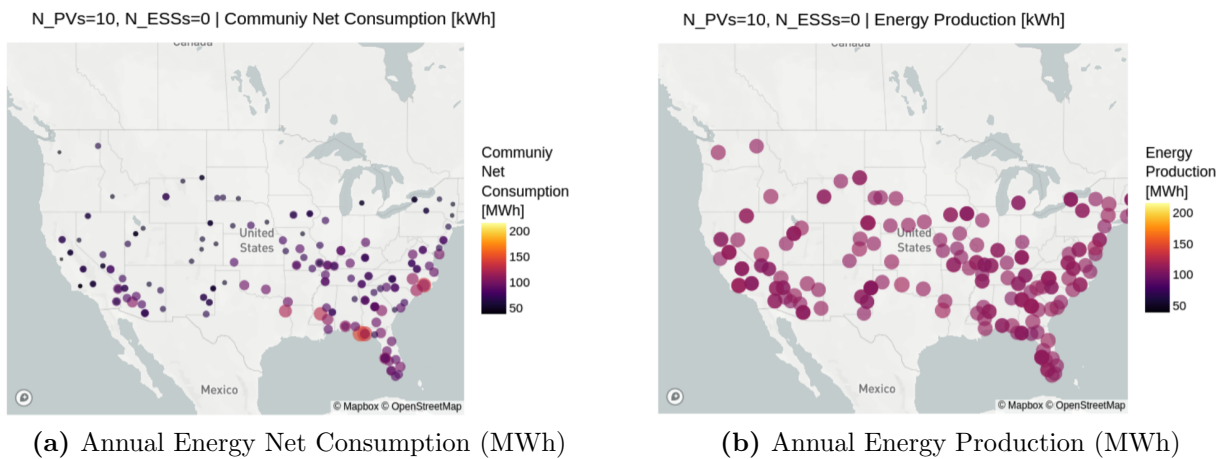 N_PVs=10, N_ESSs=0 | Communiy Net Consumption [kWh]
Canada
United
States
Mexico
© Mapbox © OpenStreetMap
Communiy
Net
Consumption
[MWh]
200
150
100
50
(a) Annual Energy Net Consumption (MWh)
N_PVs=10, N_ESSs=0 | Energy Production [kWh]
Canada
United
States
Mexico
© Mapbox © OpenStreetMap
Energy
Production
[MWh]
200
150
100
50
(b) Annual Energy Production (MWh)